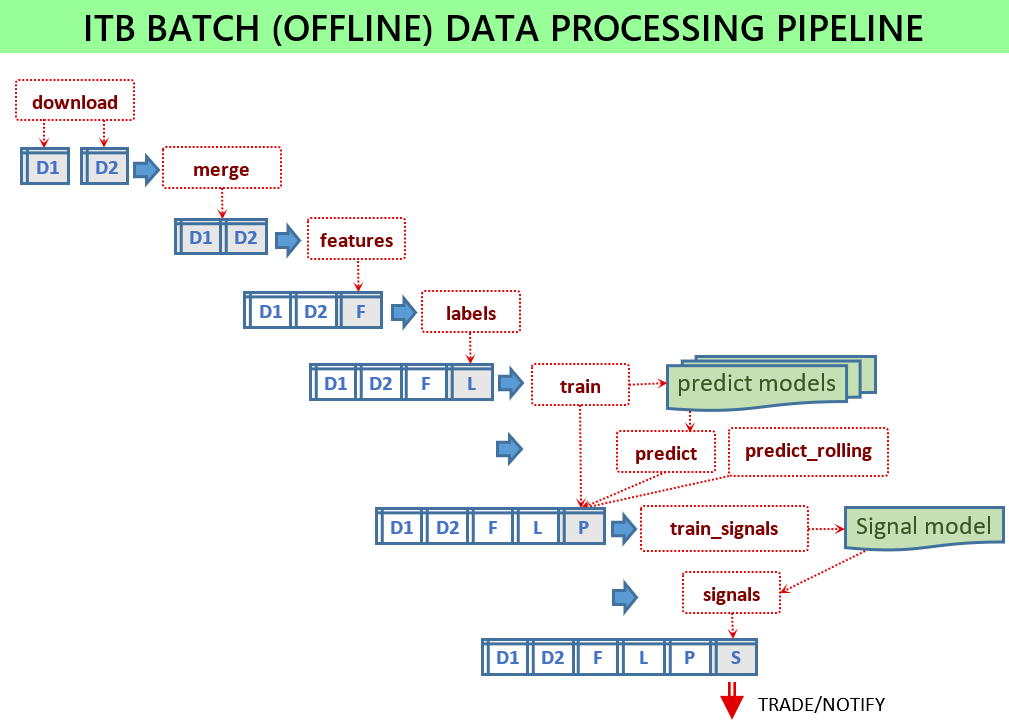 ITB BATCH (OFFLINE) DATA PROCESSING PIPELINE
download
D1 D2
merge
D1 D2
features
D1 D2 F
labels
D1 D2 F L
train
predict models
predict
predict_rolling
D1 D2 F L P
train_signals
Signal model
signals
D1 D2 F L P S
TRADE/NOTIFY